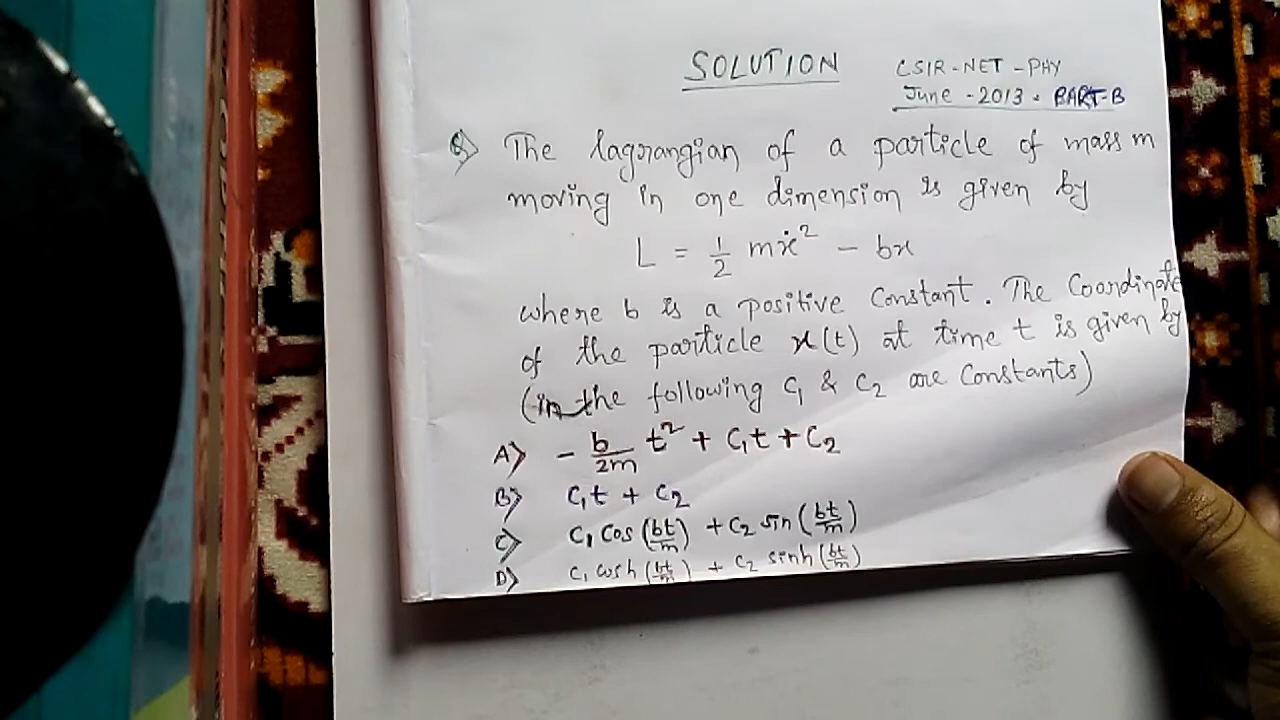 SOLUTION
CSIR-NET-PHY
June-2013. PART-B
Q) The lagrangian of a particle of mass m
moving in one dimension is given by
L = 1/2 mẋ² - bx
where b is a positive constant. The Coordinate
of the particle x(t) at time t is given by
(in the following C₁ & C₂ are Constants)
A) - b/2m t² + C₁t + C₂
B) C₁t + C₂
C) C₁ Cos (bt/m) + C₂ sin (bt/m)
D) C₁ cosh (bt/m) + C₂ sinh (bt/m)